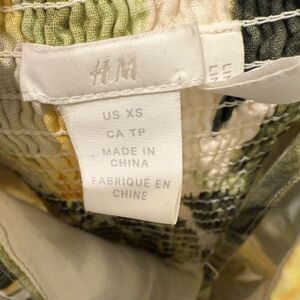 H&M
US XS
CA TP
MADE IN
CHINA
FABRIQUÉ EN
CHINE